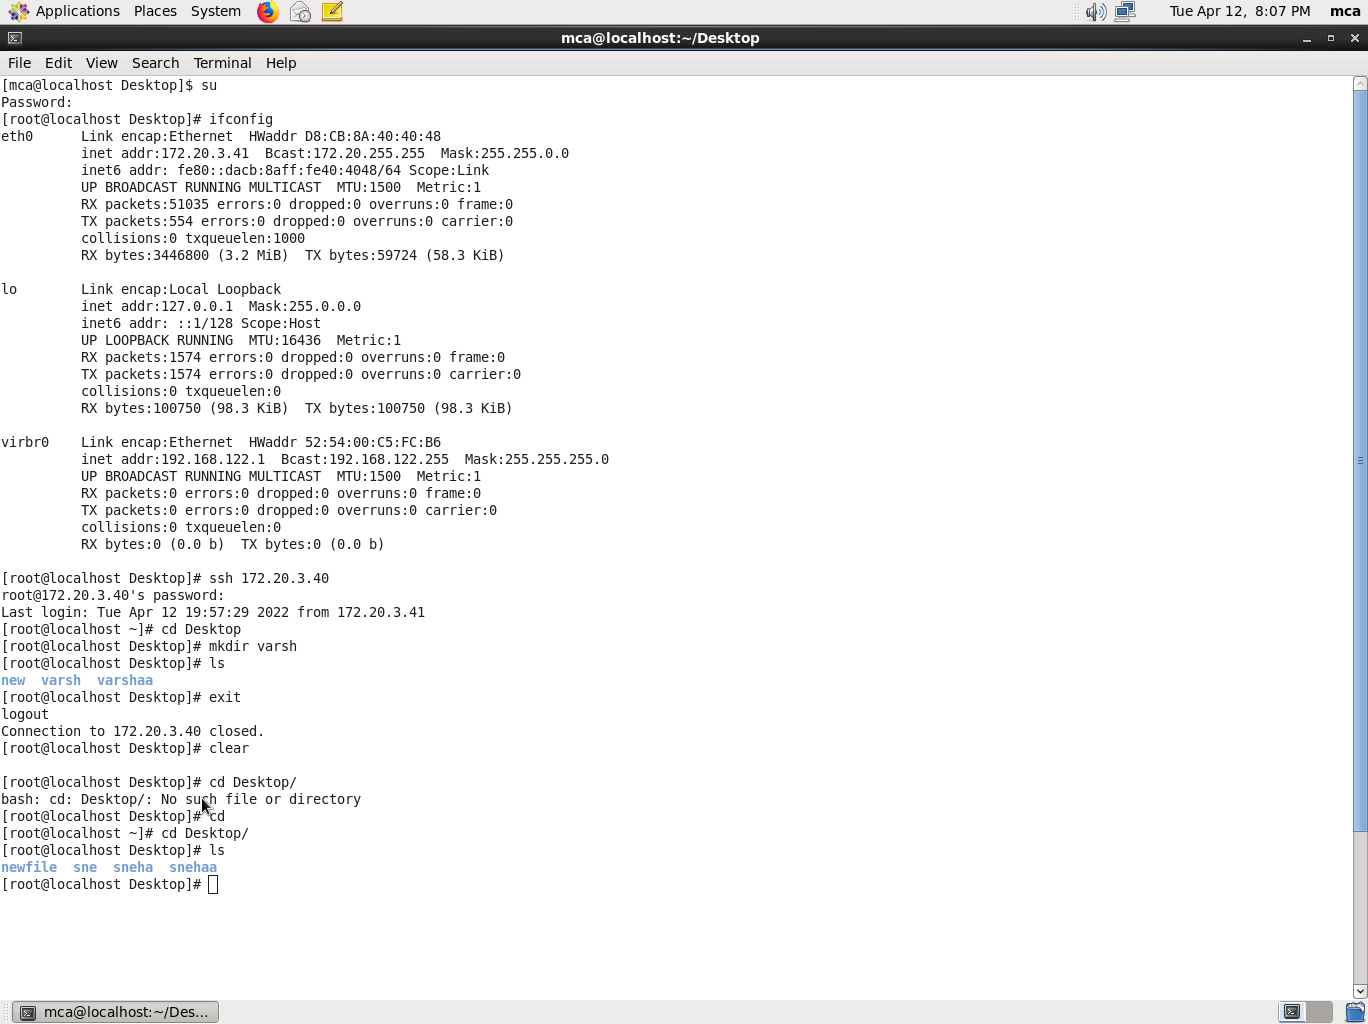 Applications Places System Tue Apr 12, 8:07 PM mca
mca@localhost:~/Desktop
File Edit View Search Terminal Help
[mca@localhost Desktop]$ su
Password:
[root@localhost Desktop]# ifconfig
eth0      Link encap:Ethernet  HWaddr D8:CB:8A:40:40:48
          inet addr:172.20.3.41  Bcast:172.20.255.255  Mask:255.255.0.0
          inet6 addr: fe80::dacb:8aff:fe40:4048/64 Scope:Link
          UP BROADCAST RUNNING MULTICAST  MTU:1500  Metric:1
          RX packets:51035 errors:0 dropped:0 overruns:0 frame:0
          TX packets:554 errors:0 dropped:0 overruns:0 carrier:0
          collisions:0 txqueuelen:1000
          RX bytes:3446800 (3.2 MiB)  TX bytes:59724 (58.3 KiB)

lo        Link encap:Local Loopback
          inet addr:127.0.0.1  Mask:255.0.0.0
          inet6 addr: ::1/128 Scope:Host
          UP LOOPBACK RUNNING  MTU:16436  Metric:1
          RX packets:1574 errors:0 dropped:0 overruns:0 frame:0
          TX packets:1574 errors:0 dropped:0 overruns:0 carrier:0
          collisions:0 txqueuelen:0
          RX bytes:100750 (98.3 KiB)  TX bytes:100750 (98.3 KiB)

virbr0    Link encap:Ethernet  HWaddr 52:54:00:C5:FC:B6
          inet addr:192.168.122.1  Bcast:192.168.122.255  Mask:255.255.255.0
          UP BROADCAST RUNNING MULTICAST  MTU:1500  Metric:1
          RX packets:0 errors:0 dropped:0 overruns:0 frame:0
          TX packets:0 errors:0 dropped:0 overruns:0 carrier:0
          collisions:0 txqueuelen:0
          RX bytes:0 (0.0 b)  TX bytes:0 (0.0 b)

[root@localhost Desktop]# ssh 172.20.3.40
root@172.20.3.40's password:
Last login: Tue Apr 12 19:57:29 2022 from 172.20.3.41
[root@localhost ~]# cd Desktop
[root@localhost Desktop]# mkdir varsh
[root@localhost Desktop]# ls
new  varsh  varshaa
[root@localhost Desktop]# exit
logout
Connection to 172.20.3.40 closed.
[root@localhost Desktop]# clear

[root@localhost Desktop]# cd Desktop/
bash: cd: Desktop/: No such file or directory
[root@localhost Desktop]# cd
[root@localhost ~]# cd Desktop/
[root@localhost Desktop]# ls
newfile  sne  sneha  snehaa
[root@localhost Desktop]#
mca@localhost:~/Des...